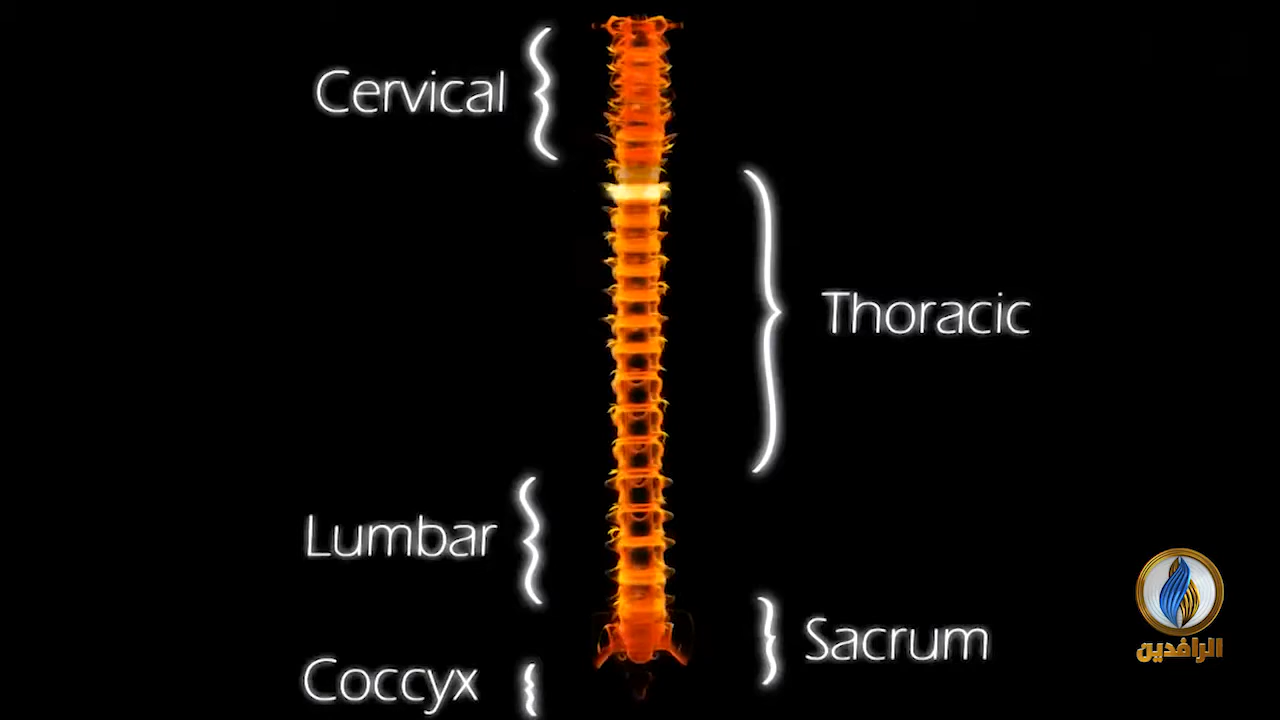 Cervical
Thoracic
Lumbar
Sacrum
Coccyx
الرافدين